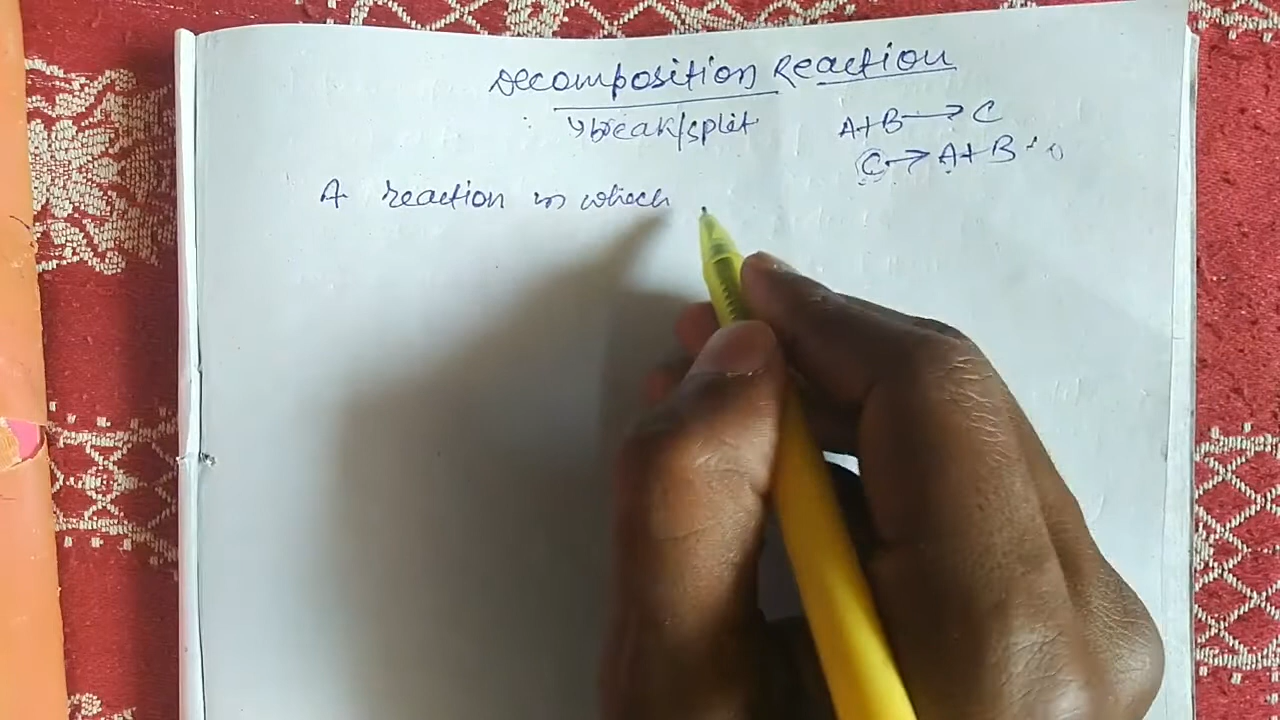 Decomposition Reaction
↳break/split
A+B → C
C → A+B
A reaction in which